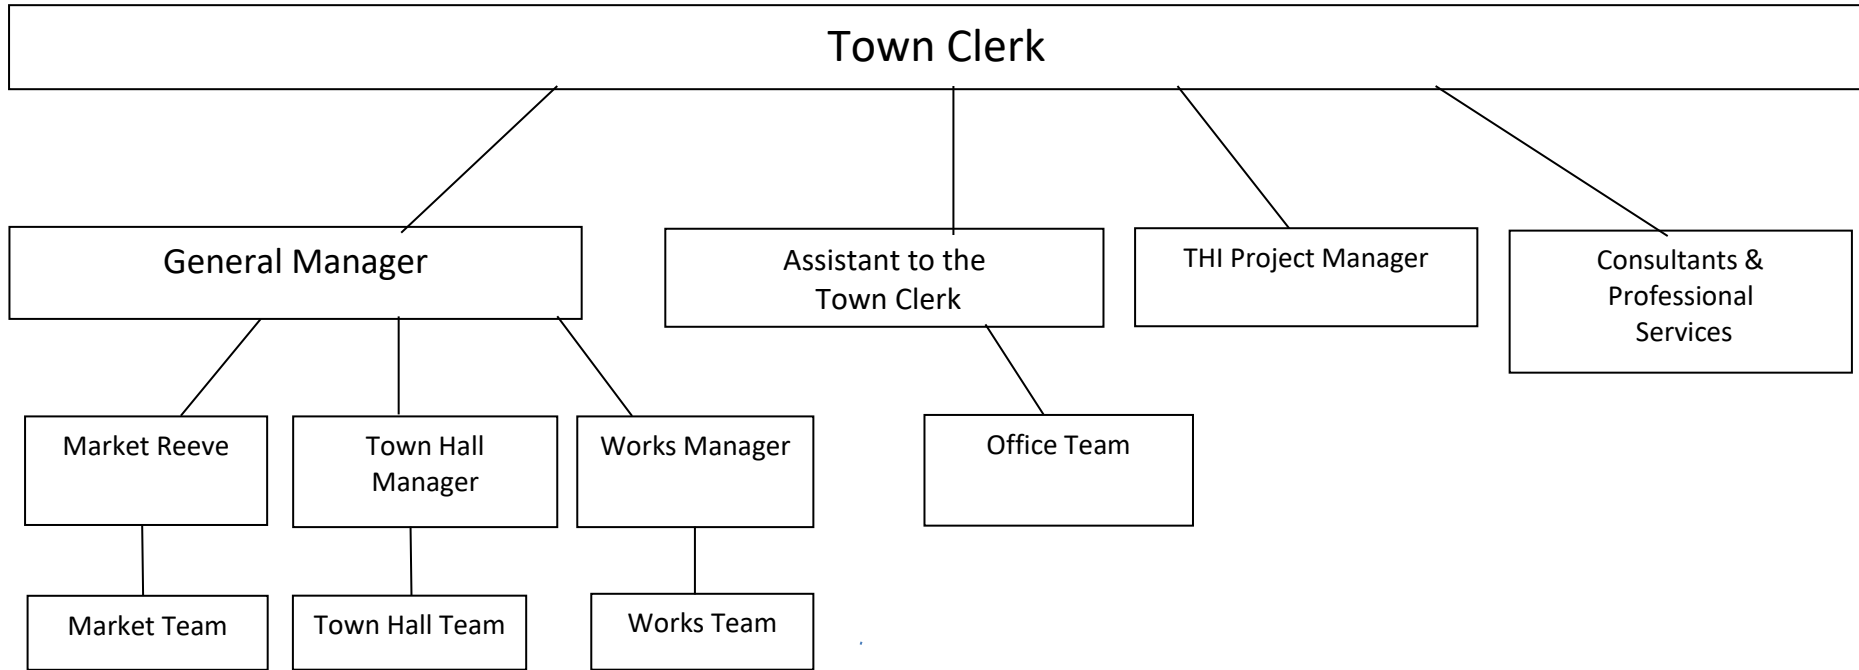 Town Clerk
General Manager
Assistant to the
Town Clerk
THI Project Manager
Consultants &
Professional
Services
Market Reeve
Town Hall
Manager
Works Manager
Office Team
Market Team
Town Hall Team
Works Team